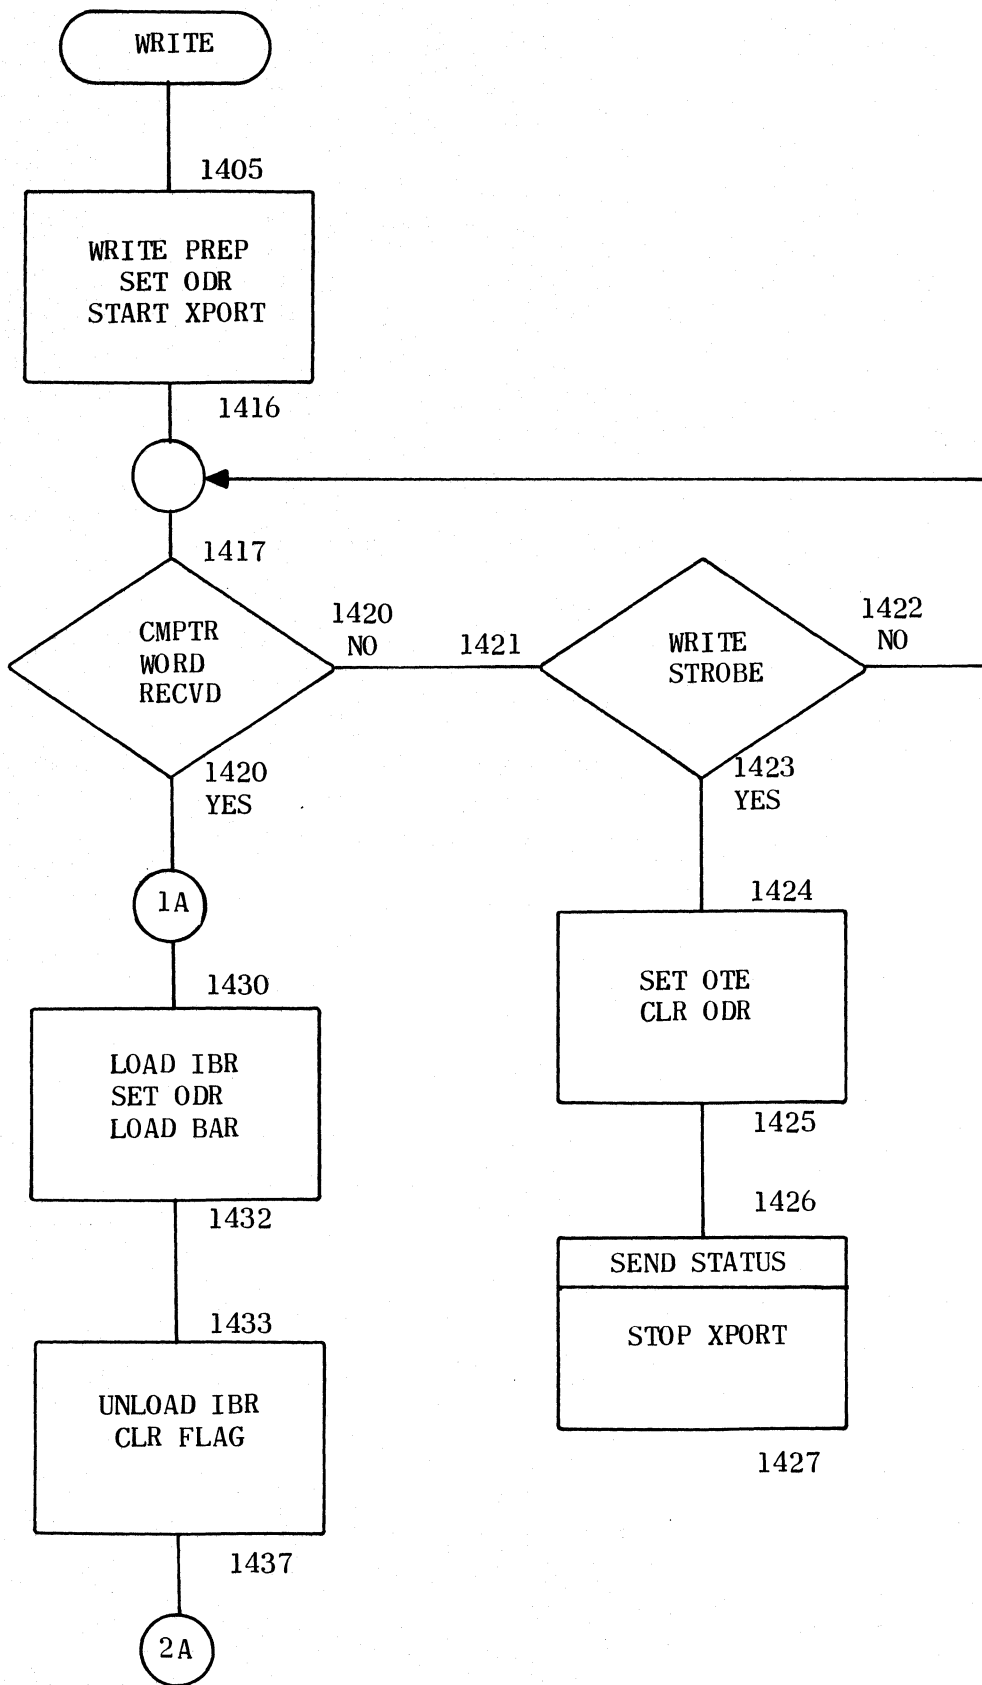 WRITE
1405
WRITE PREP
SET ODR
START XPORT
1416
1417
CMPTR
WORD
RECVD
1420
NO
1420
YES
1421
WRITE
STROBE
1422
NO
1423
YES
1A
1430
LOAD IBR
SET ODR
LOAD BAR
1432
1433
UNLOAD IBR
CLR FLAG
1437
2A
1424
SET OTE
CLR ODR
1425
1426
SEND STATUS
STOP XPORT
1427